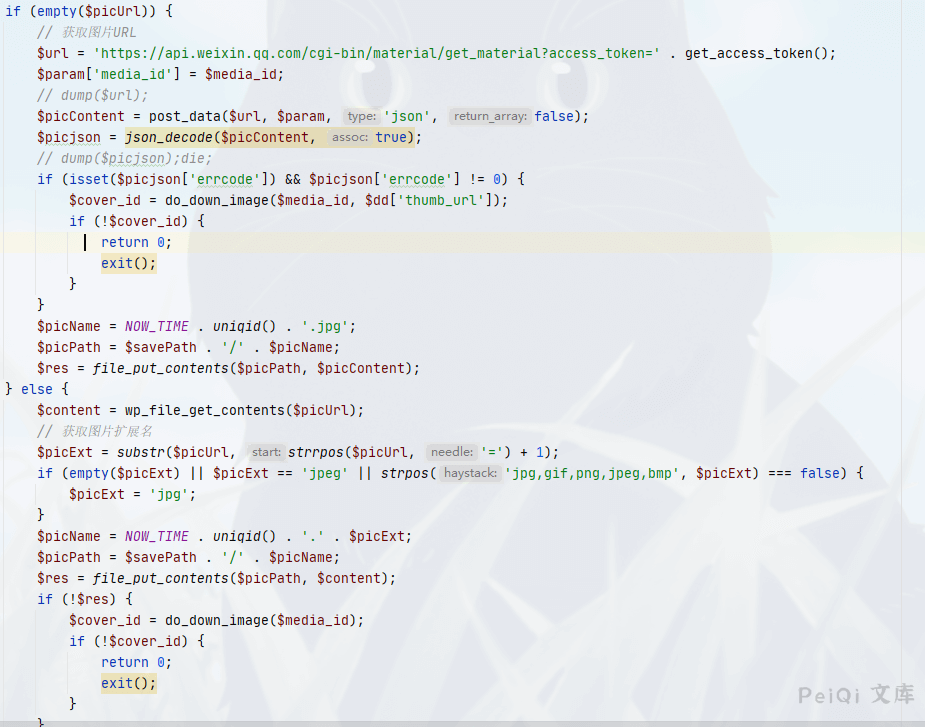 if (empty($picUrl)) {
// 获取图片URL
$url = 'https://api.weixin.qq.com/cgi-bin/material/get_material?access_token=' . get_access_token();
$param['media_id'] = $media_id;
// dump($url);
$picContent = post_data($url, $param, type: 'json', return_array: false);
$picjson = json_decode($picContent, assoc: true);
// dump($picjson);die;
if (isset($picjson['errcode']) && $picjson['errcode'] != 0) {
$cover_id = do_down_image($media_id, $dd['thumb_url']);
if (!$cover_id) {
return 0;
exit();
}
}
$picName = NOW_TIME . uniqid() . '.jpg';
$picPath = $savePath . '/' . $picName;
$res = file_put_contents($picPath, $picContent);
} else {
$content = wp_file_get_contents($picUrl);
// 获取图片扩展名
$picExt = substr($picUrl, start: strrpos($picUrl, needle: '=') + 1);
if (empty($picExt) || $picExt == 'jpeg' || strpos( haystack: 'jpg,gif,png,jpeg,bmp', $picExt) === false) {
$picExt = 'jpg';
}
$picName = NOW_TIME . uniqid() . '.' . $picExt;
$picPath = $savePath . '/' . $picName;
$res = file_put_contents($picPath, $content);
if (!$res) {
$cover_id = do_down_image($media_id);
if (!$cover_id) {
return 0;
exit();
}
}
PeiQi 文库